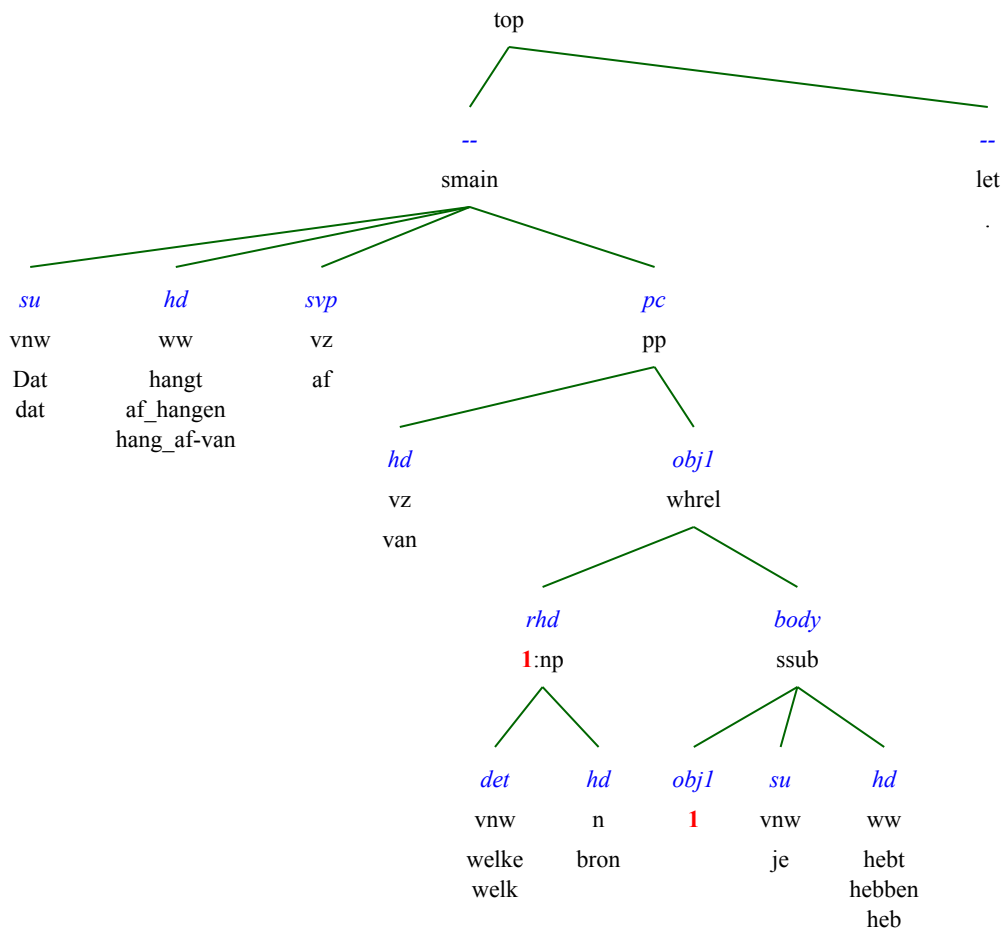 top
-- --
smain let
.
su hd svp pc
vnw ww vz pp
Dat hangt af
dat af_hangen
hang_af-van
hd obj1
vz whrel
van
rhd body
1:np ssub
det hd obj1 su hd
vnw n 1 vnw ww
welke bron je hebt
welk hebben
heb